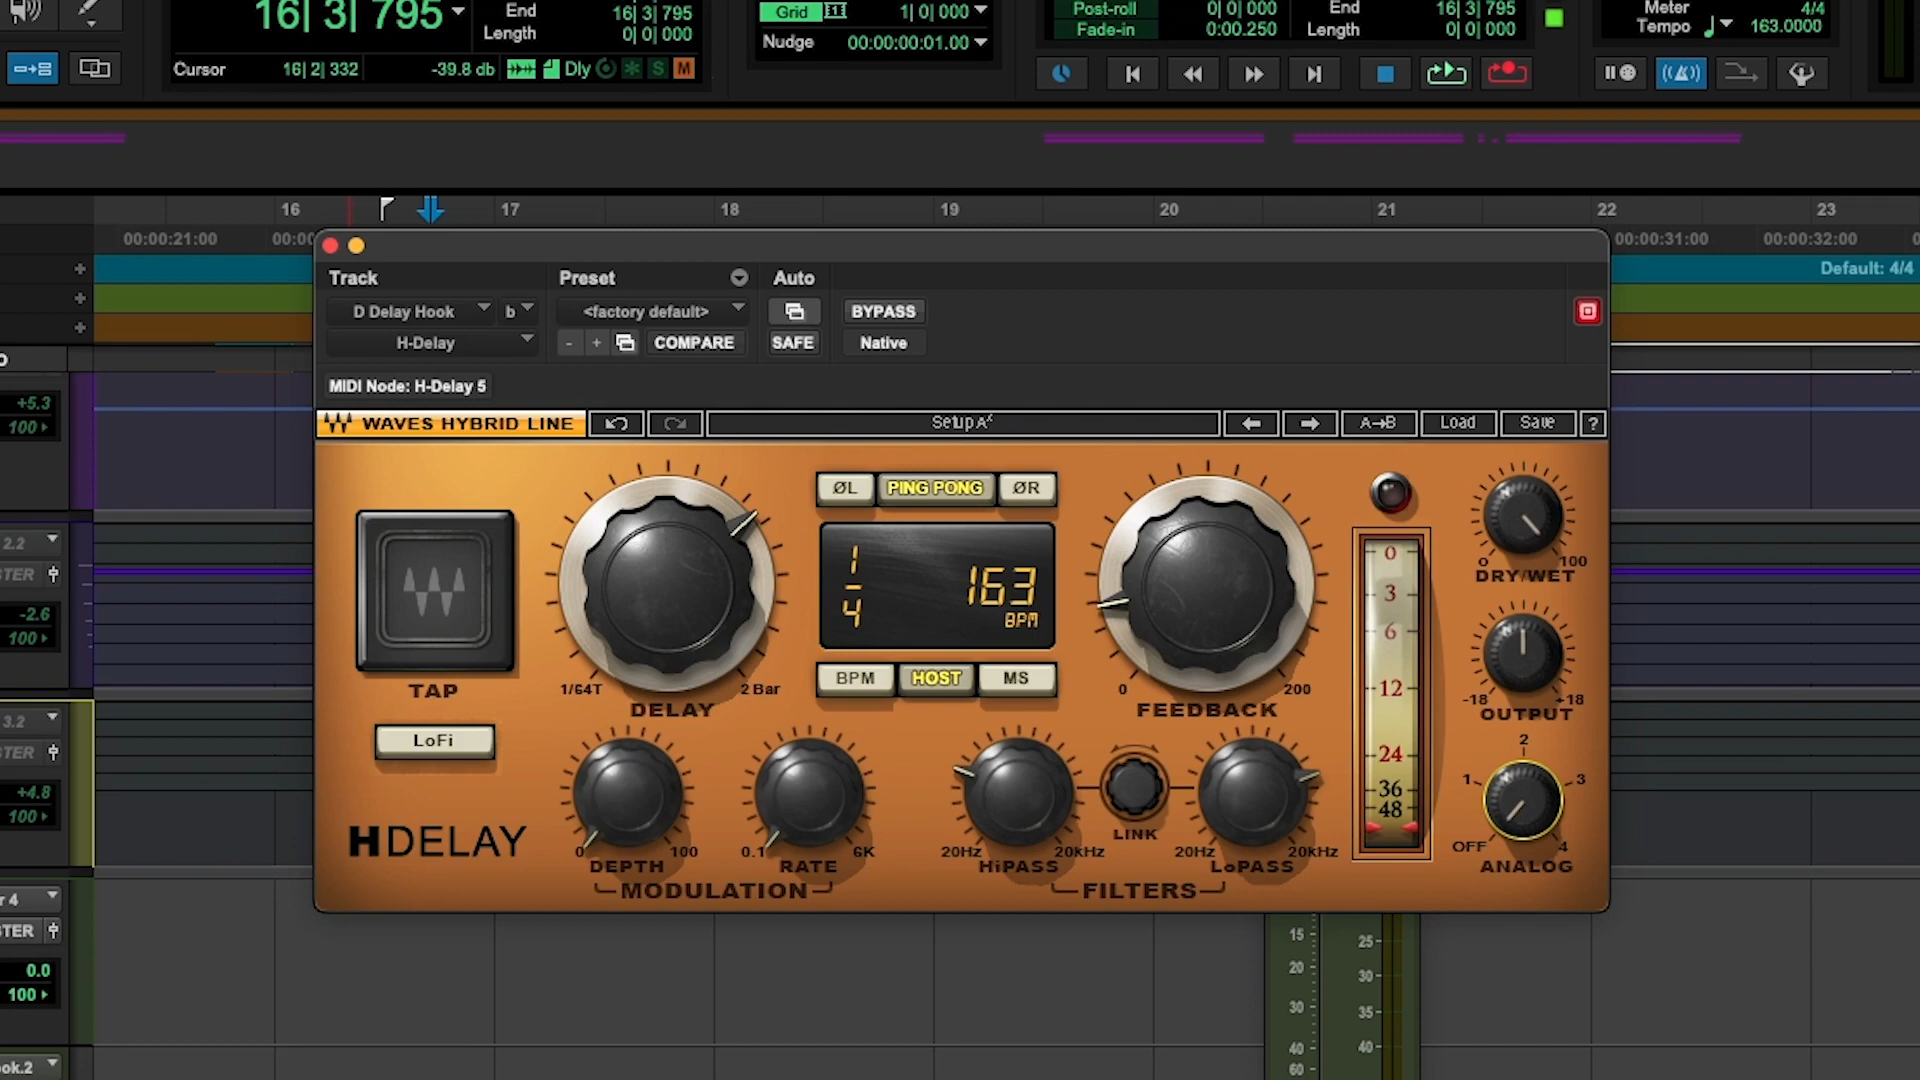 16| 3| 795
End 16| 3| 795
Length 0| 0| 000
Cursor 16| 2| 332 -39.8 db Dly S M
Grid 1| 0| 000
Nudge 00:00:00:01.00
Post-roll 0| 0| 000
Fade-in 0:00.250
End 16| 3| 795
Length 0| 0| 000
Meter 4/4
Tempo 163.0000
16 17 18 19 20 21 22 23
00:00:21:00 00:00:31:00 00:00:32:00
Default: 4/4
Track Preset Auto
D Delay Hook b <factory default> BYPASS
H-Delay - + COMPARE SAFE Native
MIDI Node: H-Delay 5
WAVES HYBRID LINE Setup A A→B Load Save ?
ØL PING PONG ØR
1
4
163
BPM
BPM HOST MS
TAP
LoFi
H DELAY
1/64T 2 Bar
DELAY
0 200
FEEDBACK
0 100
DEPTH
0.1 6K
RATE
MODULATION
20Hz 20kHz
HiPASS
LINK
20Hz 20kHz
LoPASS
FILTERS
0
3
6
12
24
36
48
0 100
DRY/WET
-18 +18
OUTPUT
1 2 3
OFF 4
ANALOG
+5.3
100
2.2
-2.6
100
3.2
+4.8
100
0.0
100
15
20
30
40
60
25
30
35
40